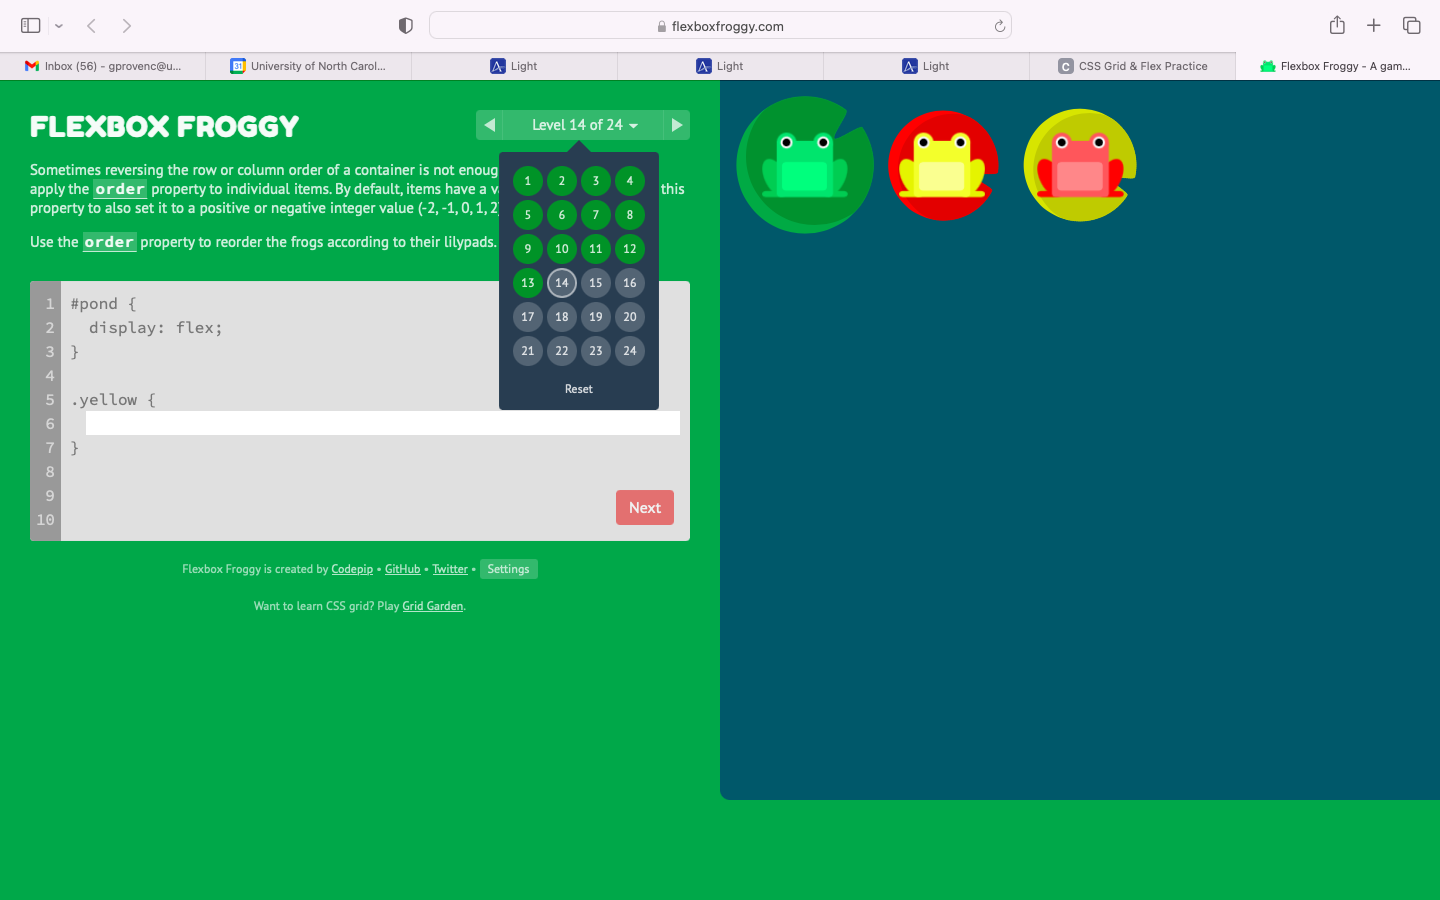 flexboxfroggy.com
Inbox (56) - gprovenc@u...
31
University of North Carol...
Light
Light
Light
C
CSS Grid & Flex Practice
Flexbox Froggy - A gam...
FLEXBOX FROGGY
Level 14 of 24
Sometimes reversing the row or column order of a container is not
apply the order property to individual items. By default, items have a this
property to also set it to a positive or negative integer value (-2, -1, 0, 1, 2
Use the order property to reorder the frogs according to their lilypads.
1 2 3 4
5 6 7 8
9 10 11 12
13 14 15 16
17 18 19 20
21 22 23 24
Reset
1 #pond {
2 display: flex;
3 }
4
5 .yellow {
6
7 }
8
9
10
Next
Flexbox Froggy is created by Codepip • GitHub • Twitter • Settings
Want to learn CSS grid? Play Grid Garden.